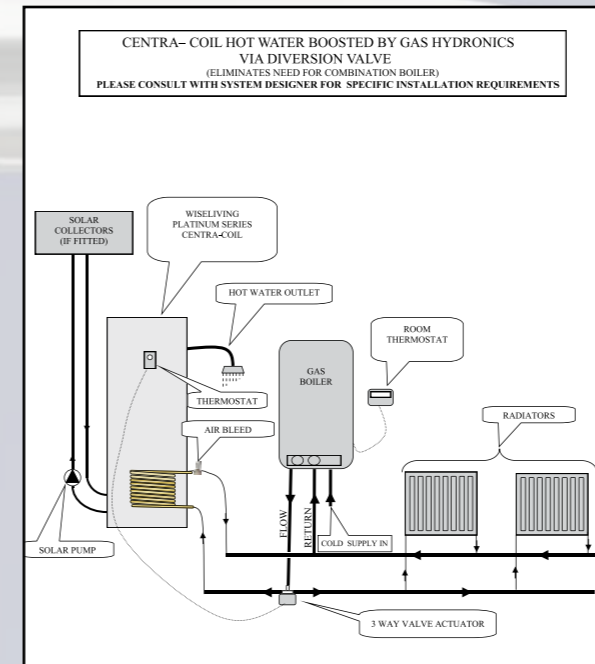 CENTRA– COIL HOT WATER BOOSTED BY GAS HYDRONICS
VIA DIVERSION VALVE
(ELIMINATES NEED FOR COMBINATION BOILER)
PLEASE CONSULT WITH SYSTEM DESIGNER FOR SPECIFIC INSTALLATION REQUIREMENTS
SOLAR
COLLECTORS
(IF FITTED)
WISELIVING
PLATINUM SERIES
CENTRA-COIL
HOT WATER OUTLET
ROOM
THERMOSTAT
GAS
BOILER
THERMOSTAT
RADIATORS
AIR BLEED
FLOW
RETURN
COLD SUPPLY IN
SOLAR PUMP
3 WAY VALVE ACTUATOR